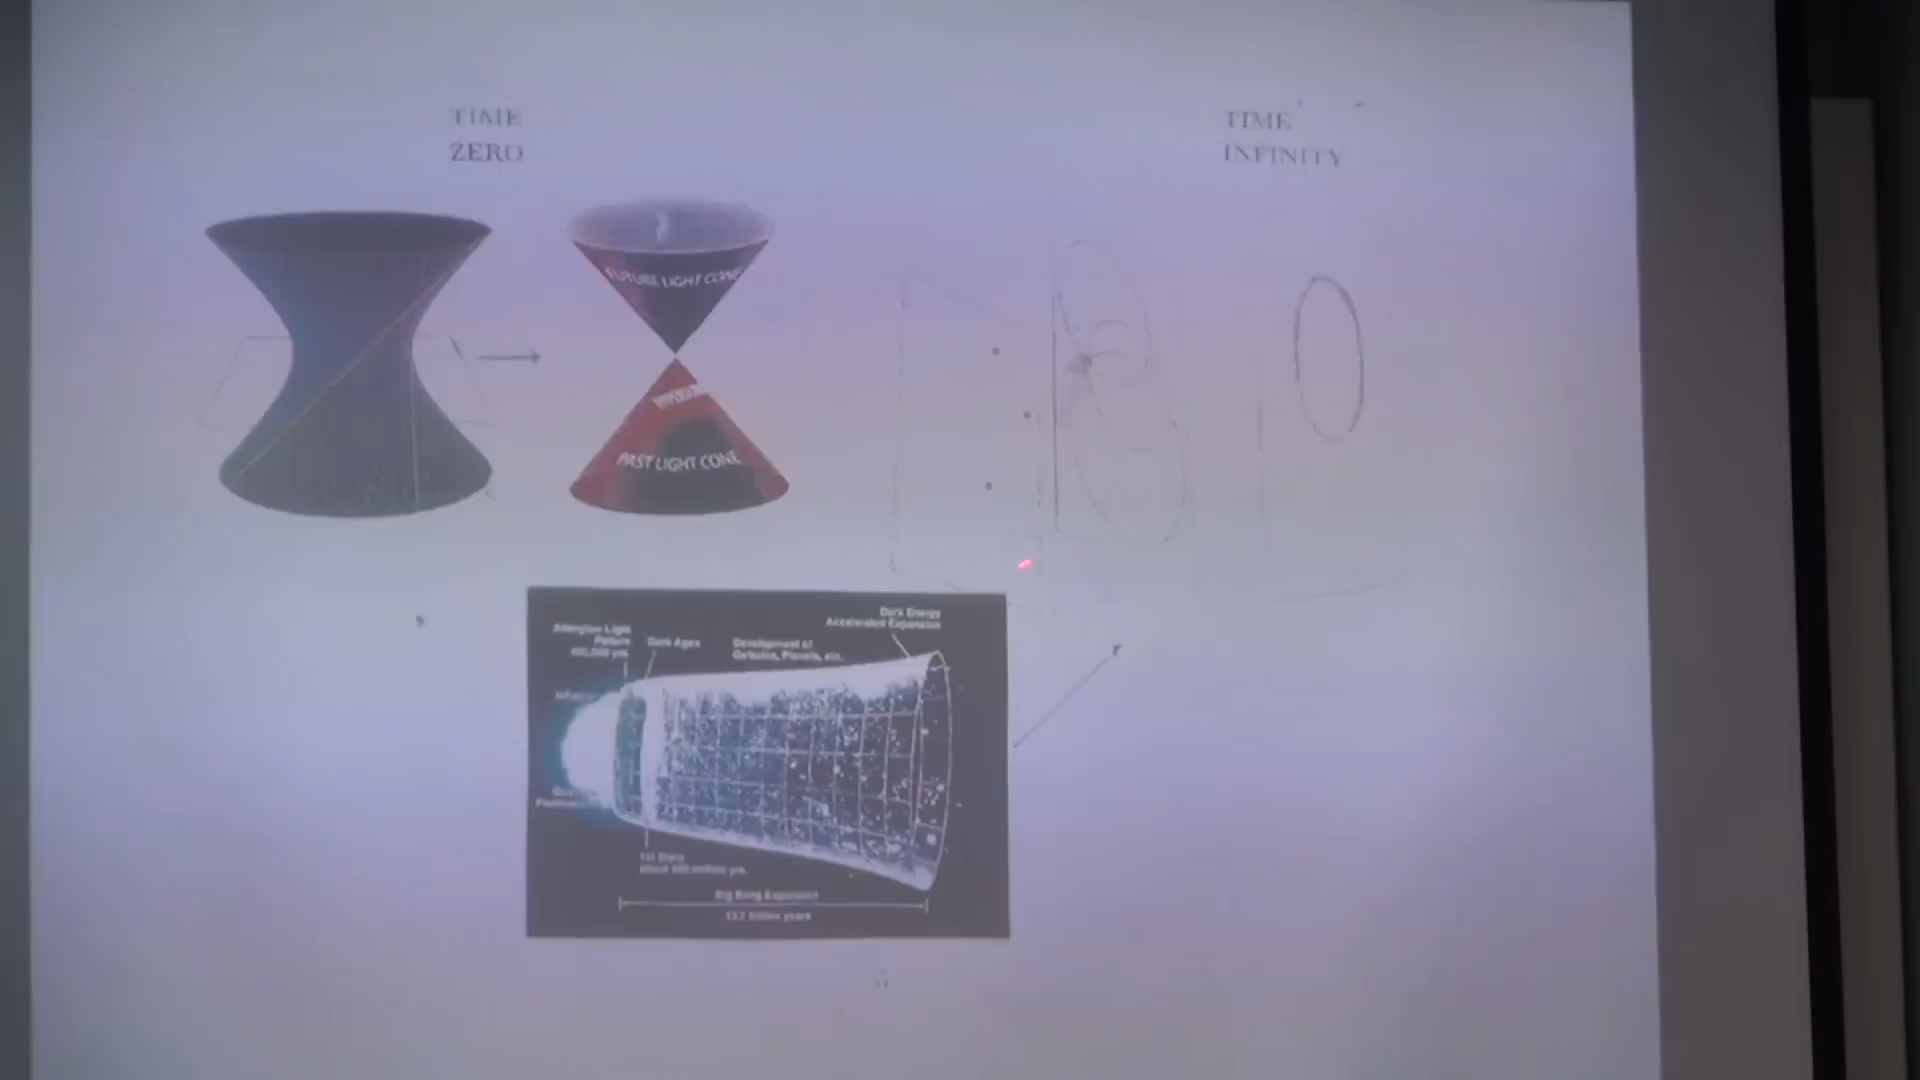 TIME
ZERO
TIME
INFINITY
FUTURE LIGHT CONE
PAST LIGHT CONE
Dark Energy
Accelerated Expansion
Afterglow Light
Pattern
400,000 yrs.
Dark Ages
Development of
Galaxies, Planets, etc.
1st Stars
about 400 million yrs.
Big Bang Expansion
13.7 billion years